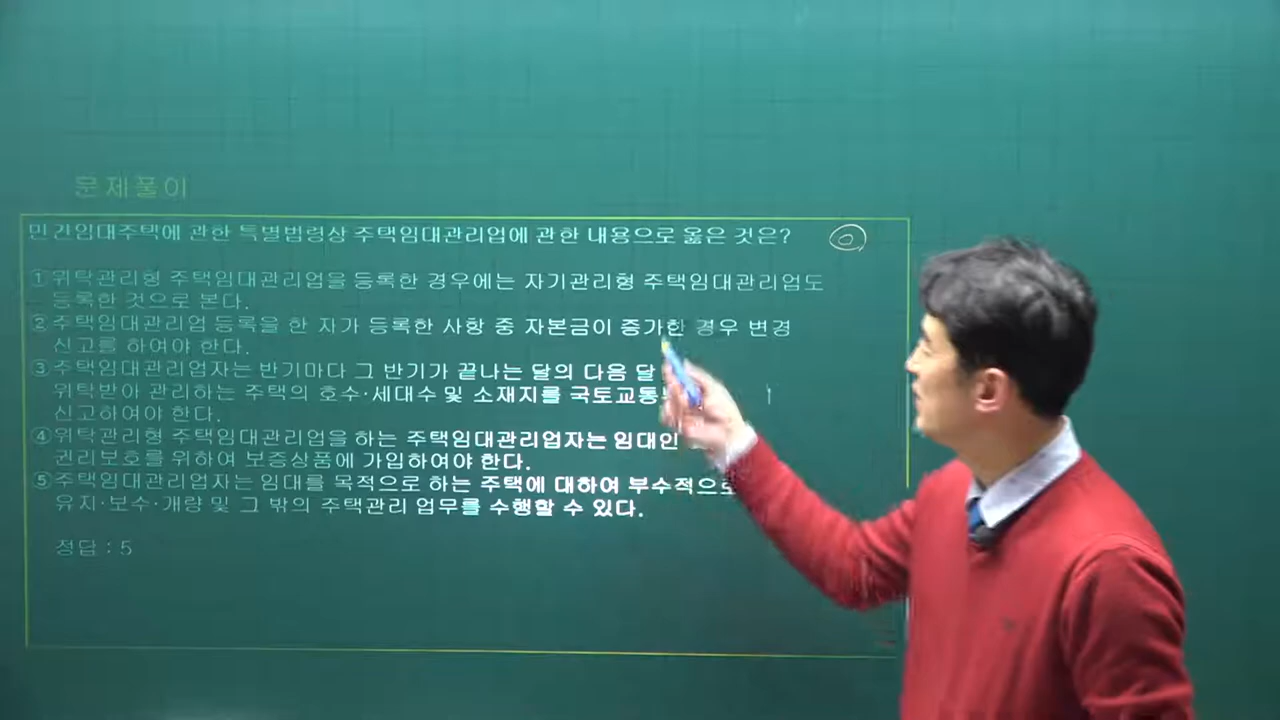 문제풀이
민간임대주택에 관한 특별법령상 주택임대관리업에 관한 내용으로 옳은 것은?
①위탁관리형 주택임대관리업을 등록한 경우에는 자기관리형 주택임대관리업도
등록한 것으로 본다.
②주택임대관리업 등록을 한 자가 등록한 사항 중 자본금이 증가한 경우 변경
신고를 하여야 한다.
③주택임대관리업자는 반기마다 그 반기가 끝나는 달의 다음 달
위탁받아 관리하는 주택의 호수·세대수 및 소재지를 국토교통
신고하여야 한다.
④위탁관리형 주택임대관리업을 하는 주택임대관리업자는 임대인
권리보호를 위하여 보증상품에 가입하여야 한다.
⑤주택임대관리업자는 임대를 목적으로 하는 주택에 대하여 부수적으로
유지·보수·개량 및 그 밖의 주택관리 업무를 수행할 수 있다.
정답 : 5